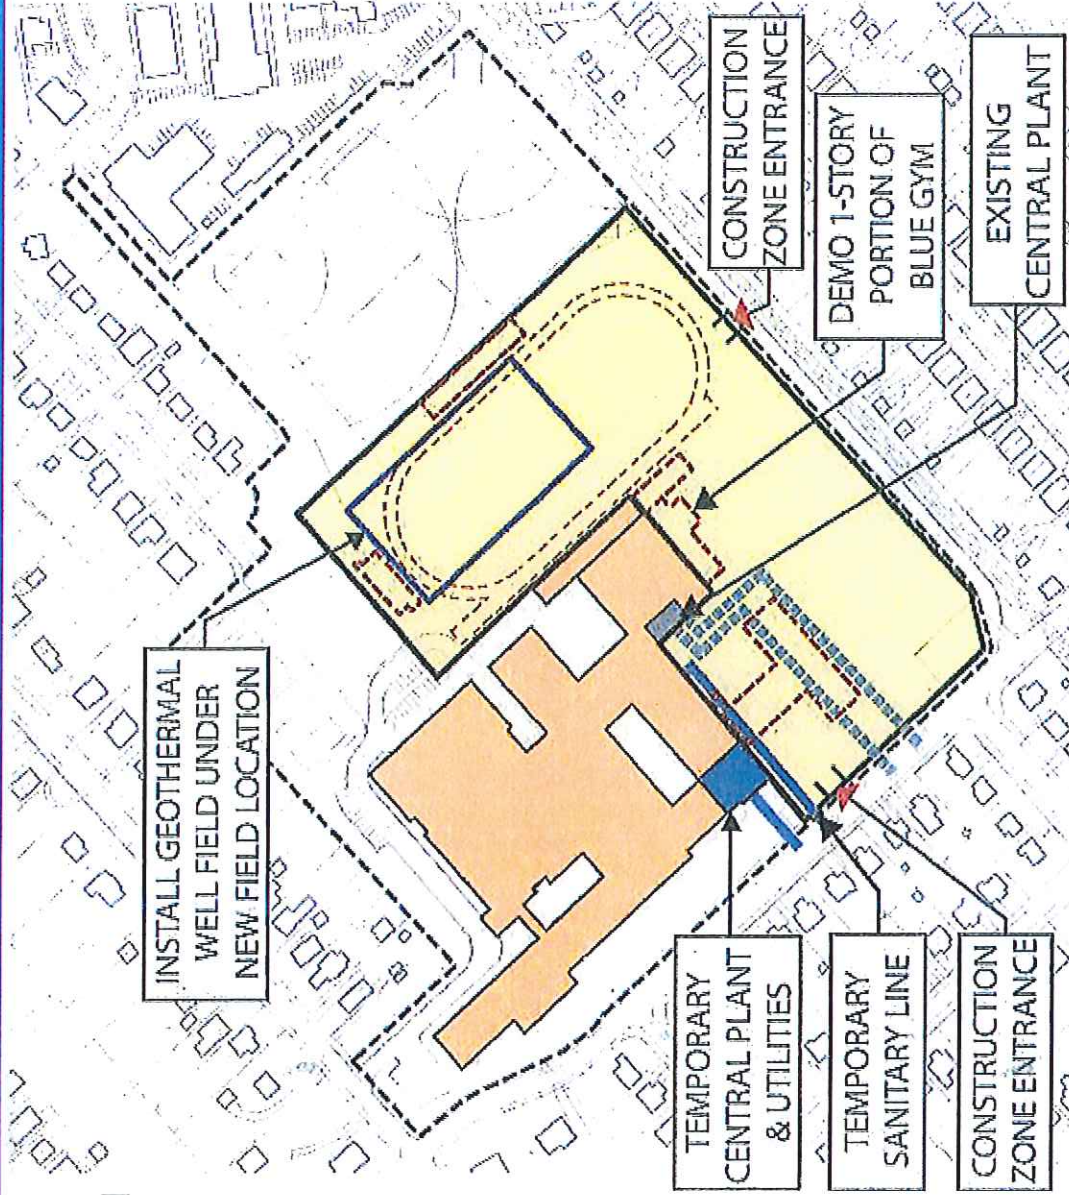 INSTALL GEOTHERMAL
WELL FIELD UNDER
NEW FIELD LOCATION
CONSTRUCTION
ZONE ENTRANCE
DEMO 1-STORY
PORTION OF
BLUE GYM
EXISTING
CENTRAL PLANT
TEMPORARY
CENTRAL PLANT
& UTILITIES
TEMPORARY
SANITARY LINE
CONSTRUCTION
ZONE ENTRANCE